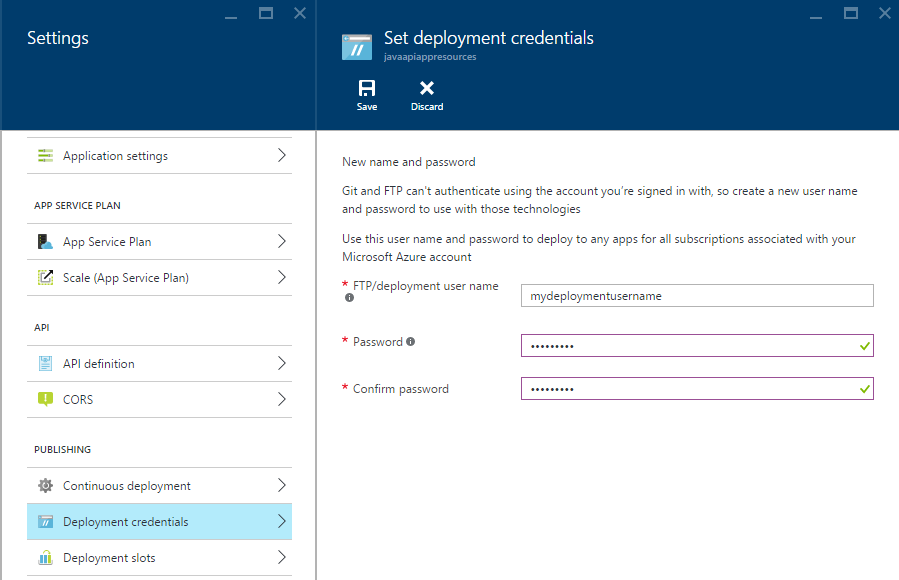 Settings
Application settings
APP SERVICE PLAN
App Service Plan
Scale (App Service Plan)
API
API definition
CORS
PUBLISHING
Continuous deployment
Deployment credentials
Deployment slots
Set deployment credentials
javaapiappresources
Save
Discard
New name and password
Git and FTP can't authenticate using the account you're signed in with, so create a new user name
and password to use with those technologies
Use this user name and password to deploy to any apps for all subscriptions associated with your
Microsoft Azure account
* FTP/deployment user name
mydeploymentusername
* Password
•••••••••
* Confirm password
•••••••••